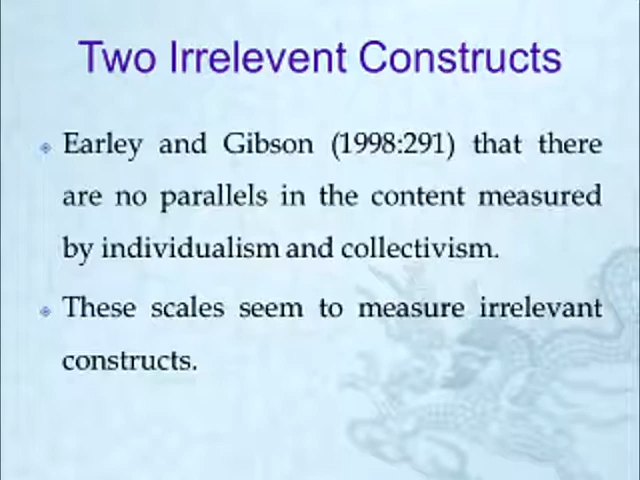 Two Irrelevent Constructs
Earley and Gibson (1998:291) that there
are no parallels in the content measured
by individualism and collectivism.
These scales seem to measure irrelevant
constructs.